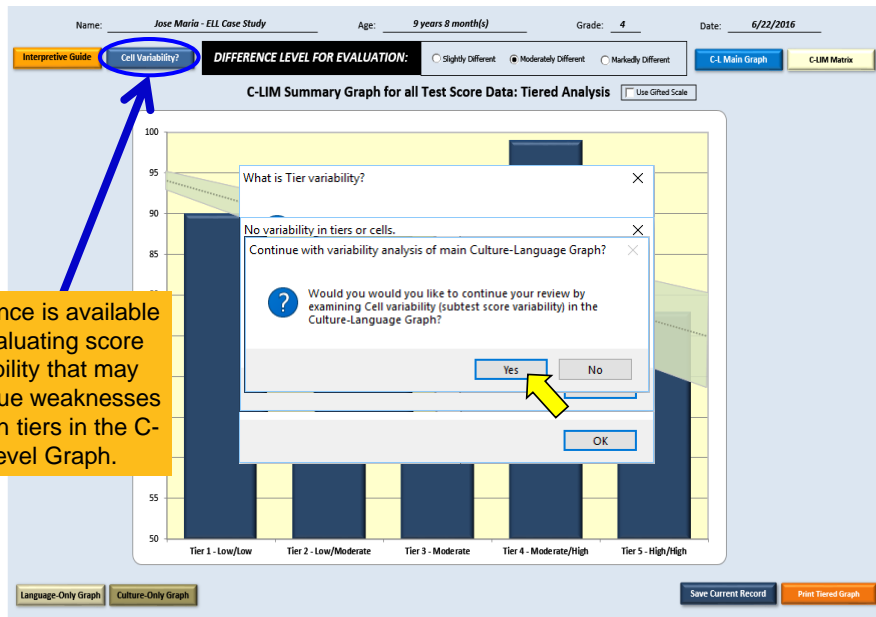 Name: Jose Maria - ELL Case Study Age: 9 years 8 month(s) Grade: 4 Date: 6/22/2016
Interpretive Guide Cell Variability? DIFFERENCE LEVEL FOR EVALUATION: Slightly Different Moderately Different Markedly Different C-L Main Graph C-LIM Matrix
C-LIM Summary Graph for all Test Score Data: Tiered Analysis Use Gifted Scale
100
95
What is Tier variability?
90
No variability in tiers or cells.
Continue with variability analysis of main Culture-Language Graph?
85
Would you would you like to continue your review by
examining Cell variability (subtest score variability) in the
Culture-Language Graph?
nce is available
aluating score
bility that may
ue weaknesses
n tiers in the C-
evel Graph.
Yes No
OK
55
50
Tier 1 - Low/Low Tier 2 - Low/Moderate Tier 3 - Moderate Tier 4 - Moderate/High Tier 5 - High/High
Language-Only Graph Culture-Only Graph Save Current Record Print Tiered Graph